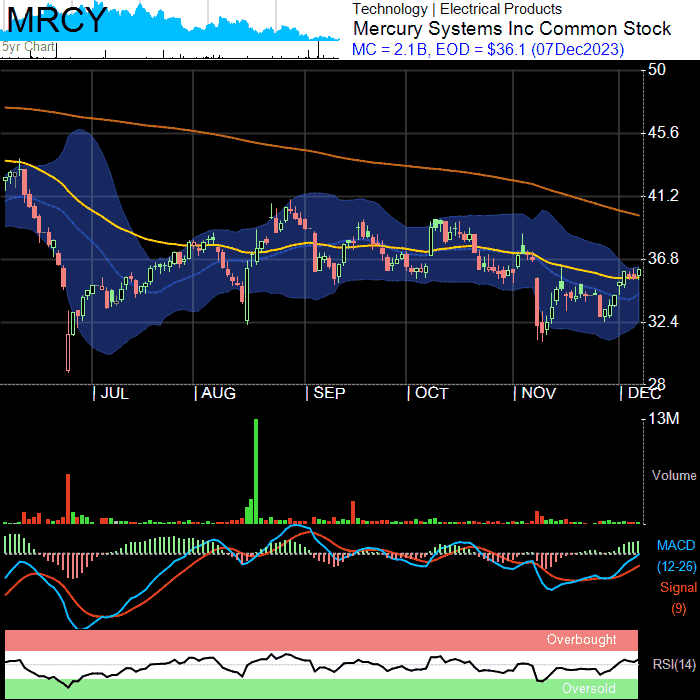 MRCY
5yr Chart
Technology | Electrical Products
Mercury Systems Inc Common Stock
MC = 2.1B, EOD = $36.1 (07Dec2023)
50
45.6
41.2
36.8
32.4
28
JUL
AUG
SEP
OCT
NOV
DEC
13M
Volume
MACD
(12-26)
Signal
(9)
Overbought
RSI(14)
Oversold